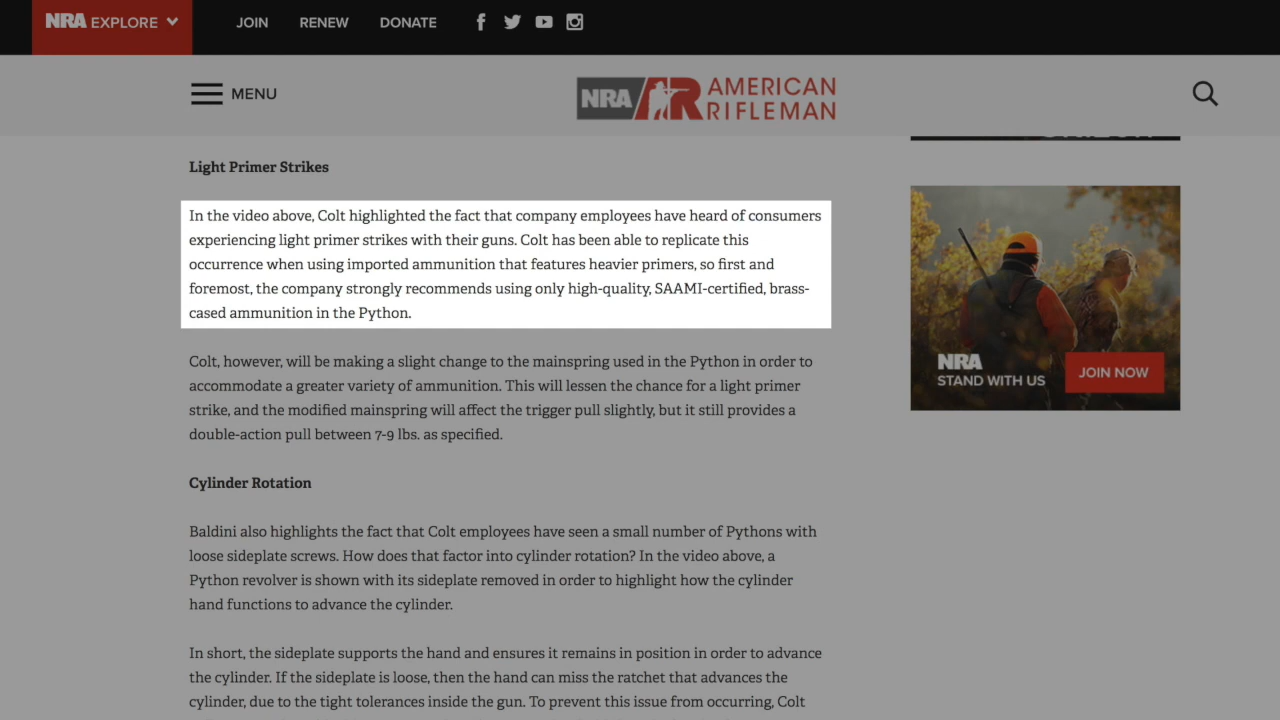 NRA EXPLORE
JOIN
RENEW
DONATE
MENU
NRA
AMERICAN
RIFLEMAN
Light Primer Strikes
In the video above, Colt highlighted the fact that company employees have heard of consumers
experiencing light primer strikes with their guns. Colt has been able to replicate this
occurrence when using imported ammunition that features heavier primers, so first and
foremost, the company strongly recommends using only high-quality, SAAMI-certified, brass-
cased ammunition in the Python.
Colt, however, will be making a slight change to the mainspring used in the Python in order to
accommodate a greater variety of ammunition. This will lessen the chance for a light primer
strike, and the modified mainspring will affect the trigger pull slightly, but it still provides a
double-action pull between 7-9 lbs. as specified.
Cylinder Rotation
Baldini also highlights the fact that Colt employees have seen a small number of Pythons with
loose sideplate screws. How does that factor into cylinder rotation? In the video above, a
Python revolver is shown with its sideplate removed in order to highlight how the cylinder
hand functions to advance the cylinder.
In short, the sideplate supports the hand and ensures it remains in position in order to advance
the cylinder. If the sideplate is loose, then the hand can miss the ratchet that advances the
cylinder, due to the tight tolerances inside the gun. To prevent this issue from occurring, Colt
NRA
STAND WITH US
JOIN NOW